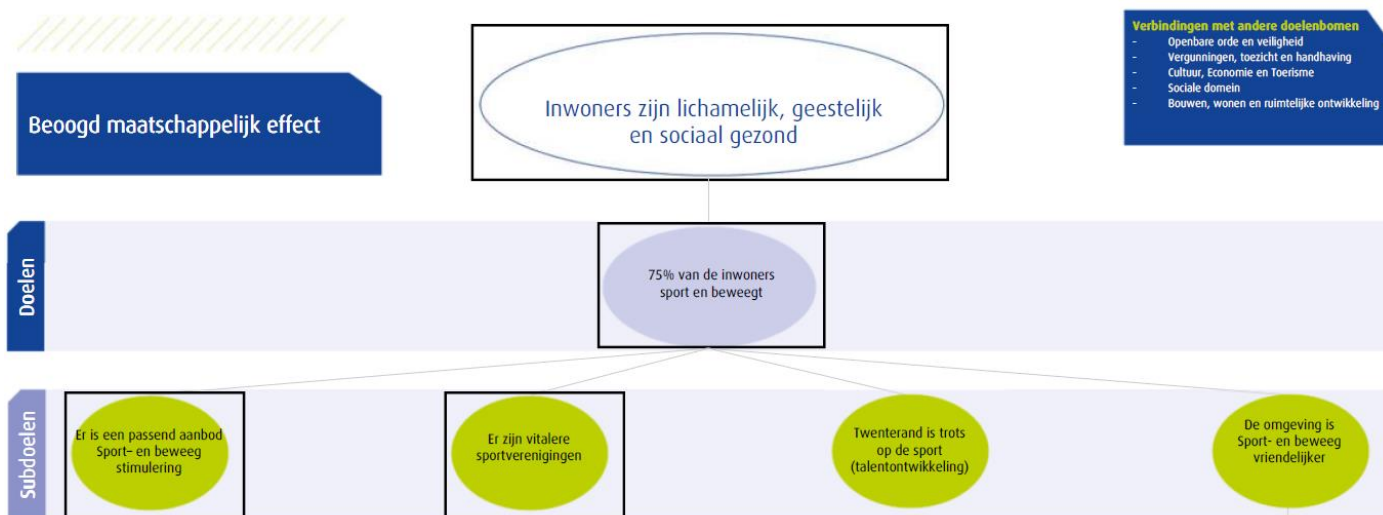 Beoogd maatschappelijk effect
Inwoners zijn lichamelijk, geestelijk
en sociaal gezond
Verbindingen met andere doelenbomen
- Openbare orde en veiligheid
- Vergunningen, toezicht en handhaving
- Cultuur, Economie en Toerisme
- Sociale domein
- Bouwen, wonen en ruimtelijke ontwikkeling
Doelen
75% van de inwoners
sport en beweegt
Subdoelen
Er is een passend aanbod
Sport– en beweeg
stimulering
Er zijn vitalere
sportverenigingen
Twenterand is trots
op de sport
(talentontwikkeling)
De omgeving is
Sport- en beweeg
vriendelijker